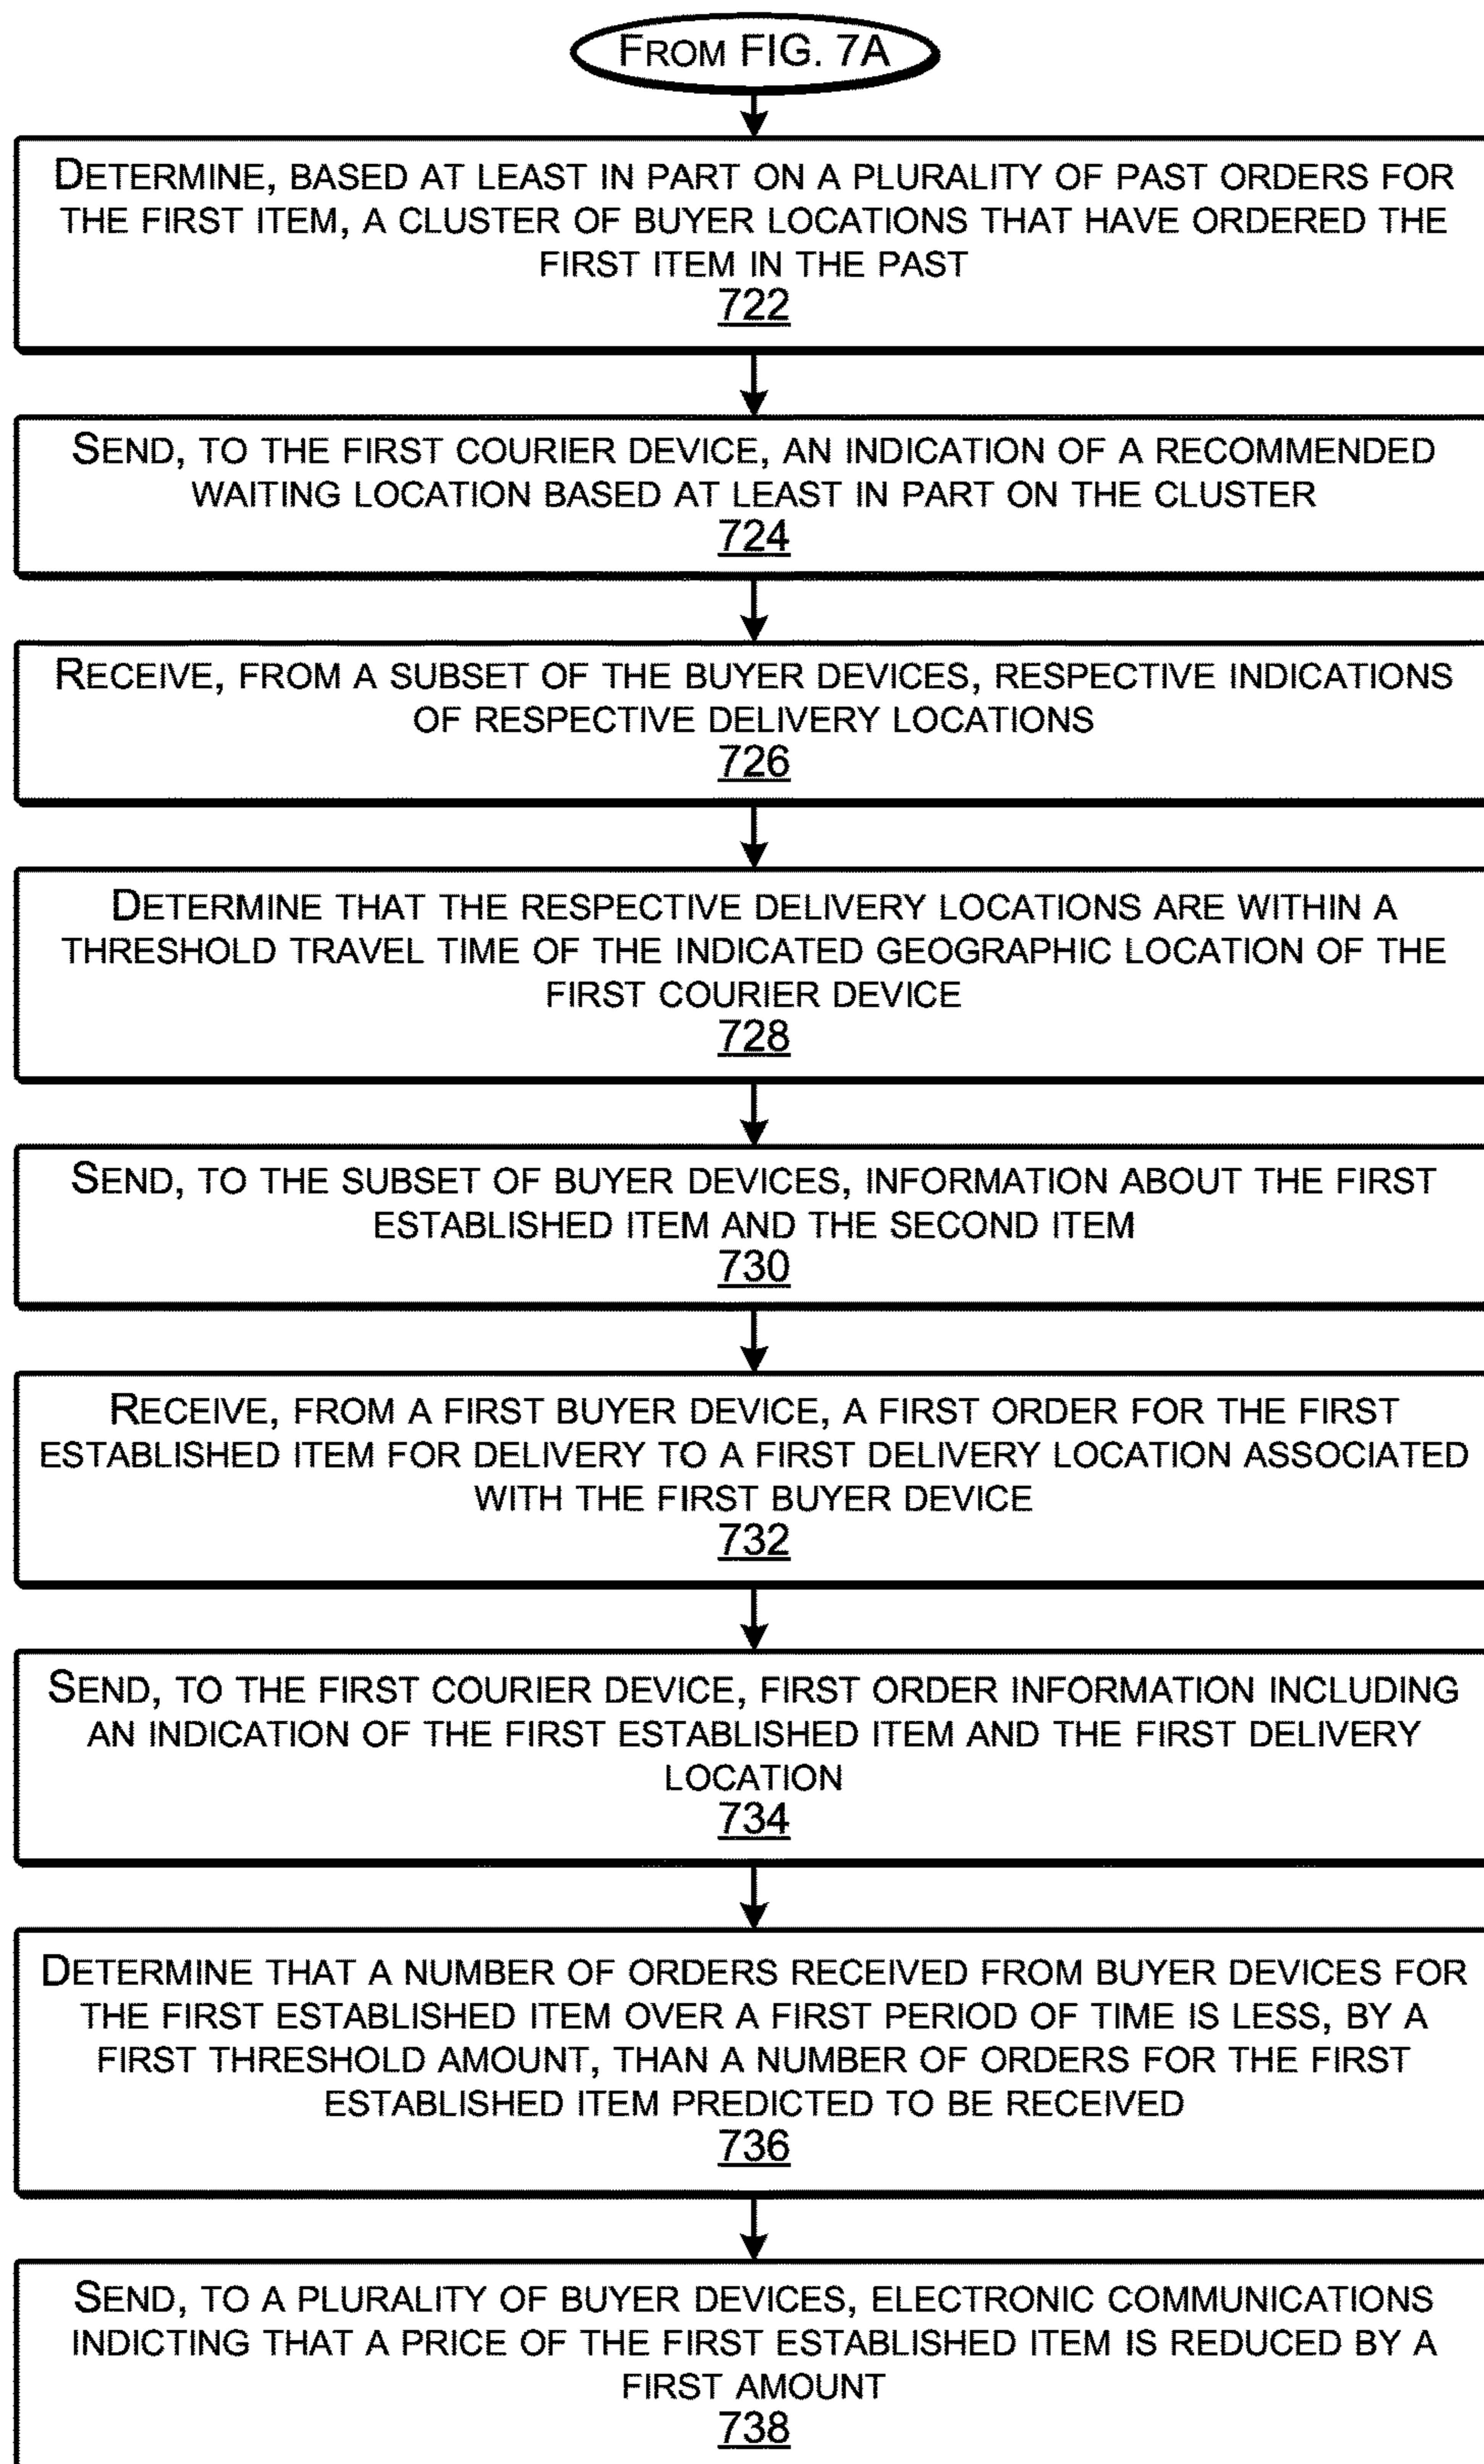 FROM FIG. 7A
DETERMINE, BASED AT LEAST IN PART ON A PLURALITY OF PAST ORDERS FOR
THE FIRST ITEM, A CLUSTER OF BUYER LOCATIONS THAT HAVE ORDERED THE
FIRST ITEM IN THE PAST
722
SEND, TO THE FIRST COURIER DEVICE, AN INDICATION OF A RECOMMENDED
WAITING LOCATION BASED AT LEAST IN PART ON THE CLUSTER
724
RECEIVE, FROM A SUBSET OF THE BUYER DEVICES, RESPECTIVE INDICATIONS
OF RESPECTIVE DELIVERY LOCATIONS
726
DETERMINE THAT THE RESPECTIVE DELIVERY LOCATIONS ARE WITHIN A
THRESHOLD TRAVEL TIME OF THE INDICATED GEOGRAPHIC LOCATION OF THE
FIRST COURIER DEVICE
728
SEND, TO THE SUBSET OF BUYER DEVICES, INFORMATION ABOUT THE FIRST
ESTABLISHED ITEM AND THE SECOND ITEM
730
RECEIVE, FROM A FIRST BUYER DEVICE, A FIRST ORDER FOR THE FIRST
ESTABLISHED ITEM FOR DELIVERY TO A FIRST DELIVERY LOCATION ASSOCIATED
WITH THE FIRST BUYER DEVICE
732
SEND, TO THE FIRST COURIER DEVICE, FIRST ORDER INFORMATION INCLUDING
AN INDICATION OF THE FIRST ESTABLISHED ITEM AND THE FIRST DELIVERY
LOCATION
734
DETERMINE THAT A NUMBER OF ORDERS RECEIVED FROM BUYER DEVICES FOR
THE FIRST ESTABLISHED ITEM OVER A FIRST PERIOD OF TIME IS LESS, BY A
FIRST THRESHOLD AMOUNT, THAN A NUMBER OF ORDERS FOR THE FIRST
ESTABLISHED ITEM PREDICTED TO BE RECEIVED
736
SEND, TO A PLURALITY OF BUYER DEVICES, ELECTRONIC COMMUNICATIONS
INDICTING THAT A PRICE OF THE FIRST ESTABLISHED ITEM IS REDUCED BY A
FIRST AMOUNT
738